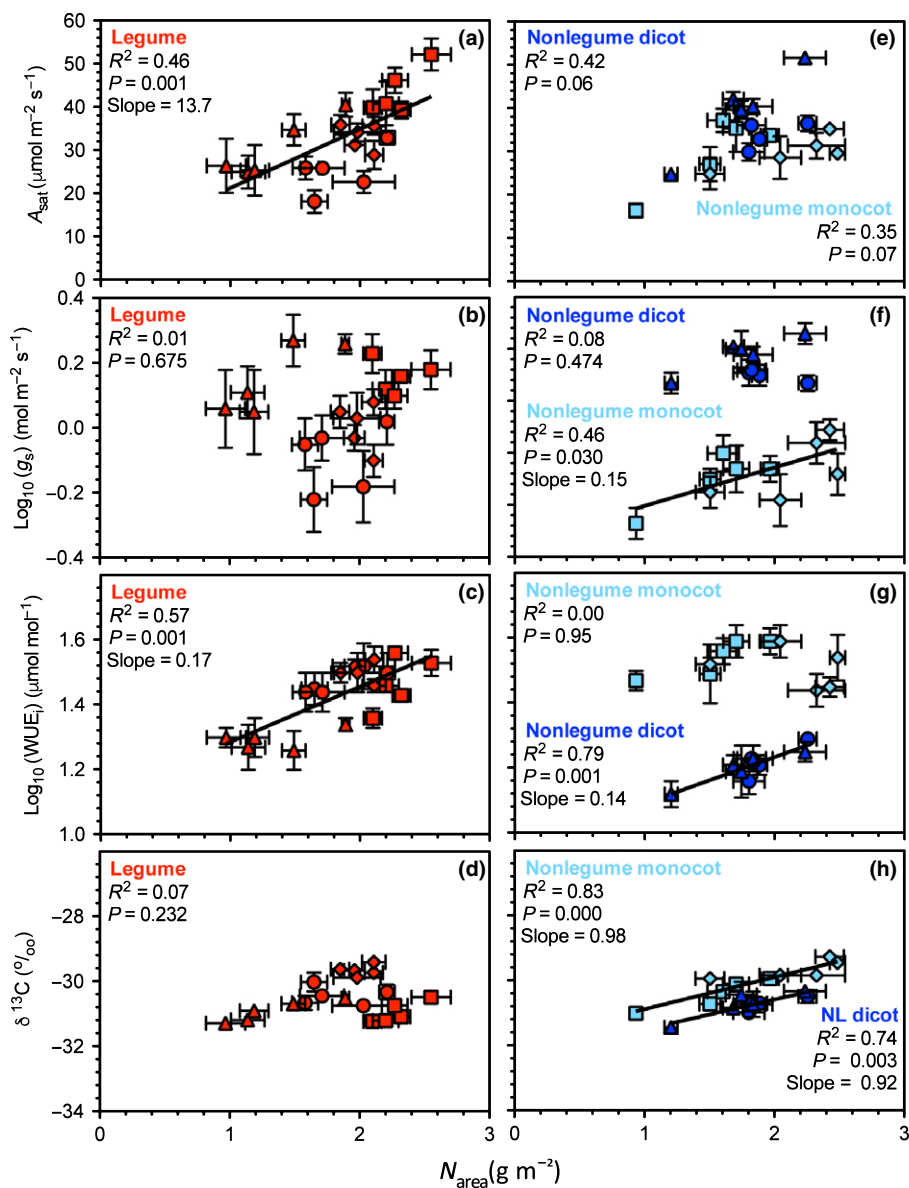 (a)
Legume
R² = 0.46
P = 0.001
Slope = 13.7
A_sat (μmol m⁻² s⁻¹)
60
50
40
30
20
10
0
(e)
Nonlegume dicot
R² = 0.42
P = 0.06
Nonlegume monocot
R² = 0.35
P = 0.07
(b)
Legume
R² = 0.01
P = 0.675
Log₁₀ (gₛ) (mol m⁻² s⁻¹)
0.4
0.2
0.0
−0.2
−0.4
(f)
Nonlegume dicot
R² = 0.08
P = 0.474
Nonlegume monocot
R² = 0.46
P = 0.030
Slope = 0.15
(c)
Legume
R² = 0.57
P = 0.001
Slope = 0.17
Log₁₀ (WUEᵢ) (μmol mol⁻¹)
1.6
1.4
1.2
1.0
(g)
Nonlegume monocot
R² = 0.00
P = 0.95
Nonlegume dicot
R² = 0.79
P = 0.001
Slope = 0.14
(d)
Legume
R² = 0.07
P = 0.232
δ ¹³C (⁰/₀₀)
−28
−30
−32
−34
0 1 2 3
(h)
Nonlegume monocot
R² = 0.83
P = 0.000
Slope = 0.98
NL dicot
R² = 0.74
P = 0.003
Slope = 0.92
0 1 2 3
N_area (g m⁻²)